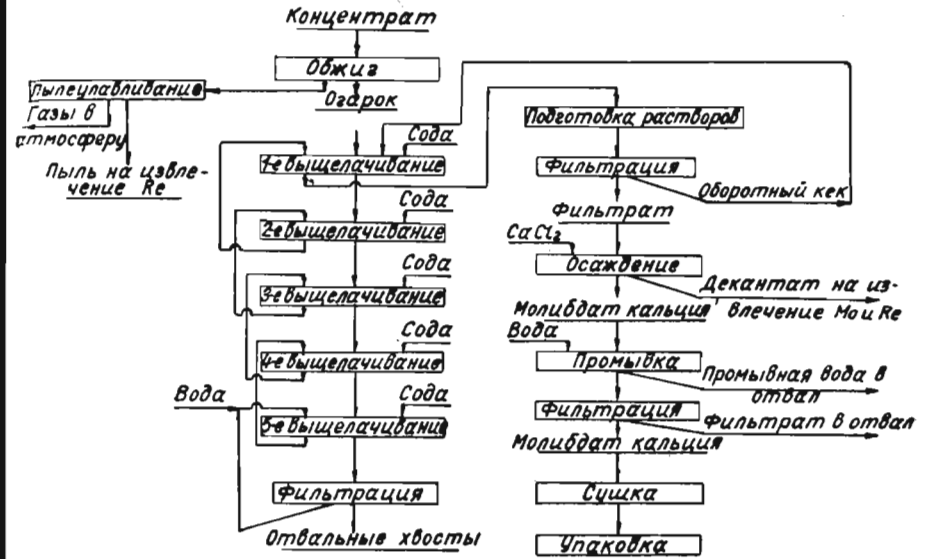 Концентрат
Обжиг
Пылеулавливание
Огарок
Газы в
атмосферу
Пыль на извле-
чение Re
Сода
1-е выщелачивание
Сода
2-е выщелачивание
Сода
3-е выщелачивание
Сода
4-е выщелачивание
Вода
Сода
5-е выщелачивание
Фильтрация
Отвальные хвосты
Подготовка растворов
Фильтрация
Оборотный кек
Фильтрат
CaCl₂
Осаждение
Декантат на из-
влечение Mo и Re
Молибдат кальция
Вода
Промывка
Промывная вода в
отвал
Фильтрация
Фильтрат в отвал
Молибдат кальция
Сушка
Упаковка